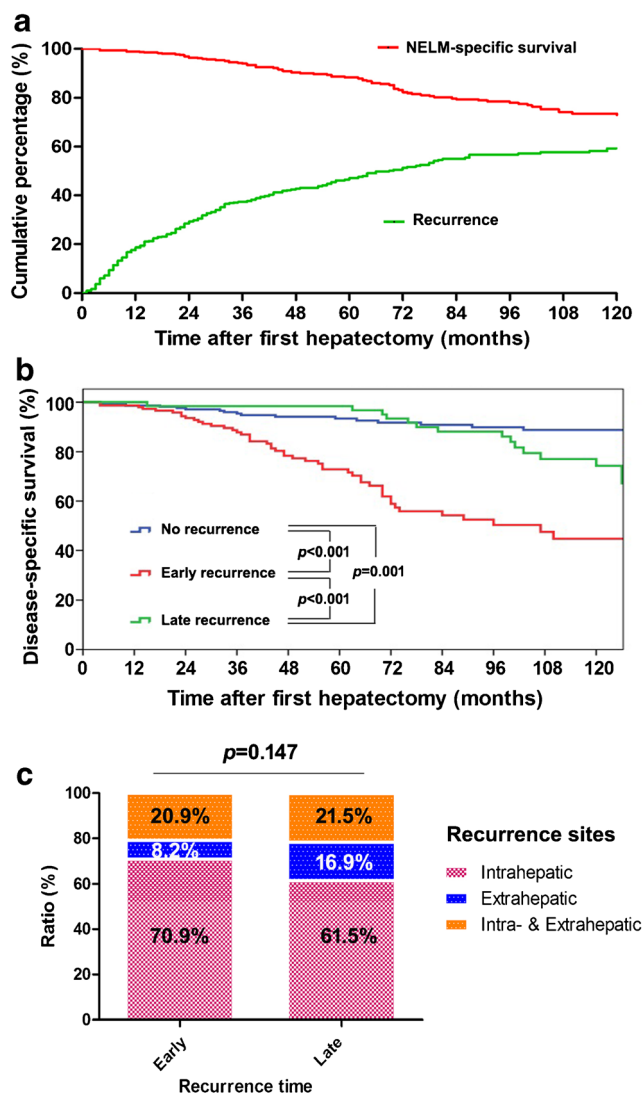 a
NELM-specific survival
Recurrence
Cumulative percentage (%)
100
80
60
40
20
0
0 12 24 36 48 60 72 84 96 108 120
Time after first hepatectomy (months)
b
Disease-specific survival (%)
100
80
60
40
20
0
No recurrence
p<0.001
Early recurrence
p=0.001
p<0.001
Late recurrence
0 12 24 36 48 60 72 84 96 108 120
Time after first hepatectomy (months)
c
p=0.147
Ratio (%)
100
80
60
40
20
0
20.9% 21.5%
8.2% 16.9%
70.9% 61.5%
Early Late
Recurrence time
Recurrence sites
Intrahepatic
Extrahepatic
Intra- & Extrahepatic